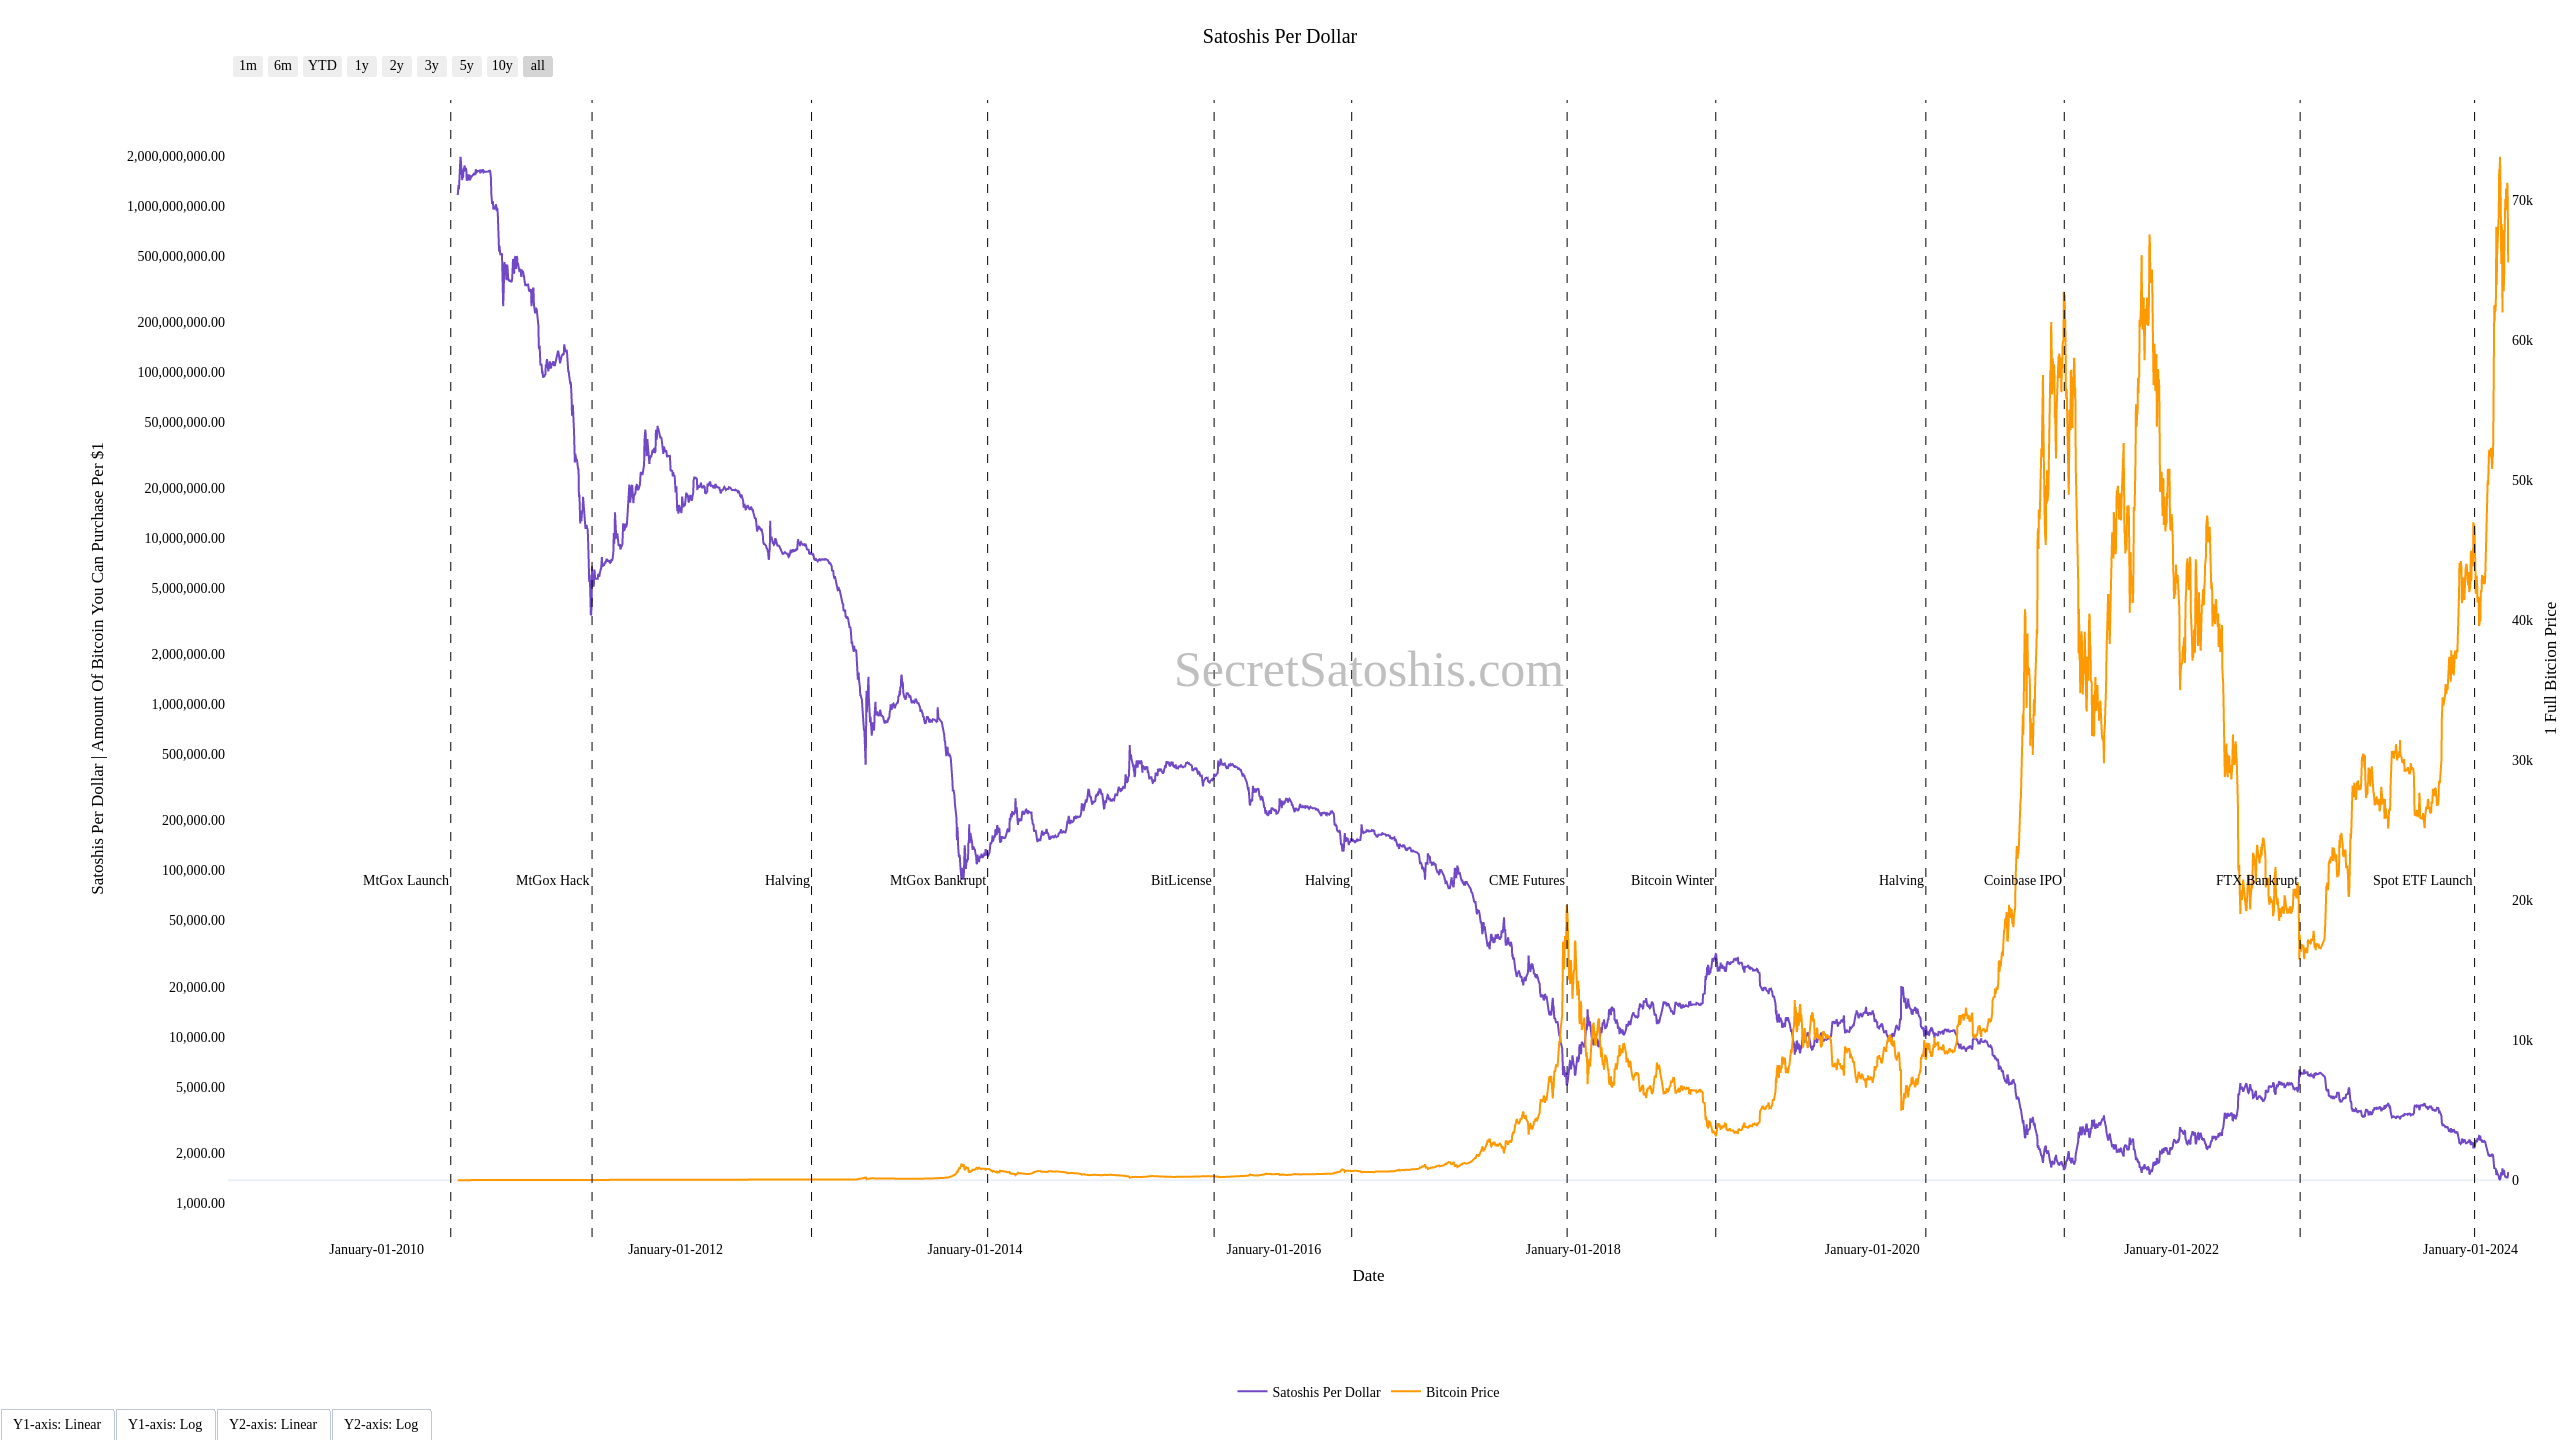 Satoshis Per Dollar
1m 6m YTD 1y 2y 3y 5y 10y all
2,000,000,000.00
1,000,000,000.00
500,000,000.00
200,000,000.00
100,000,000.00
50,000,000.00
20,000,000.00
10,000,000.00
5,000,000.00
2,000,000.00
1,000,000.00
500,000.00
200,000.00
100,000.00
50,000.00
20,000.00
10,000.00
5,000.00
2,000.00
1,000.00
Satoshis Per Dollar | Amount Of Bitcoin You Can Purchase Per $1
SecretSatoshis.com
MtGox Launch
MtGox Hack
Halving
MtGox Bankrupt
BitLicense
Halving
CME Futures
Bitcoin Winter
Halving
Coinbase IPO
FTX Bankrupt
Spot ETF Launch
70k
60k
50k
40k
30k
20k
10k
0
1 Full Bitcion Price
January-01-2010
January-01-2012
January-01-2014
January-01-2016
January-01-2018
January-01-2020
January-01-2022
January-01-2024
Date
Satoshis Per Dollar
Bitcoin Price
Y1-axis: Linear
Y1-axis: Log
Y2-axis: Linear
Y2-axis: Log